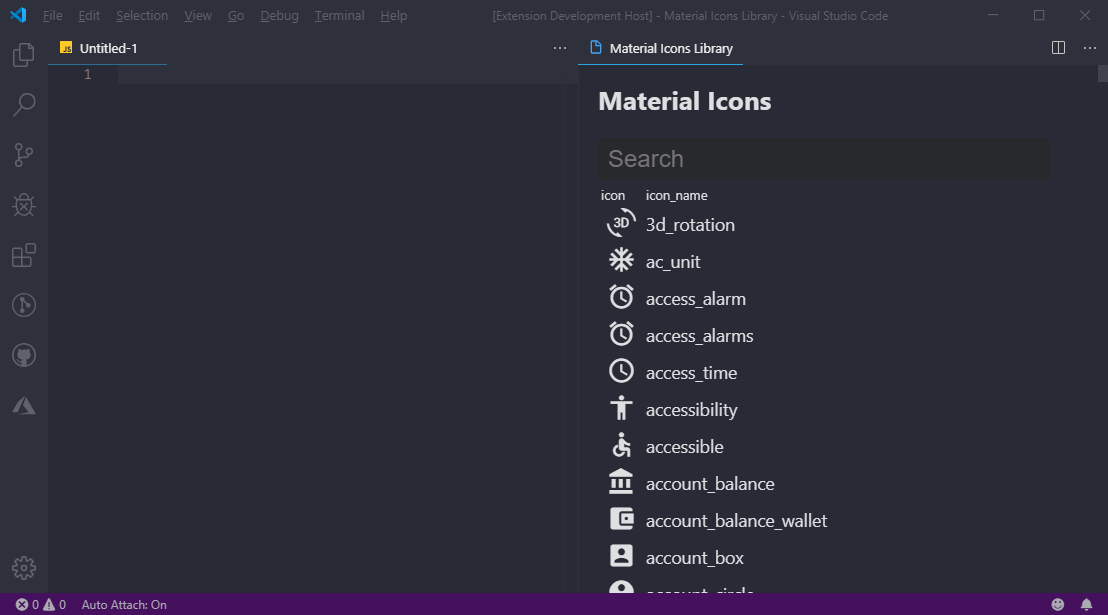 File Edit Selection View Go Debug Terminal Help [Extension Development Host] - Material Icons Library - Visual Studio Code
JS Untitled-1 ··· Material Icons Library ···
1
Material Icons
Search
icon icon_name
3D 3d_rotation
ac_unit
access_alarm
access_alarms
access_time
accessibility
accessible
account_balance
account_balance_wallet
account_box
account_circle
0 0 Auto Attach: On